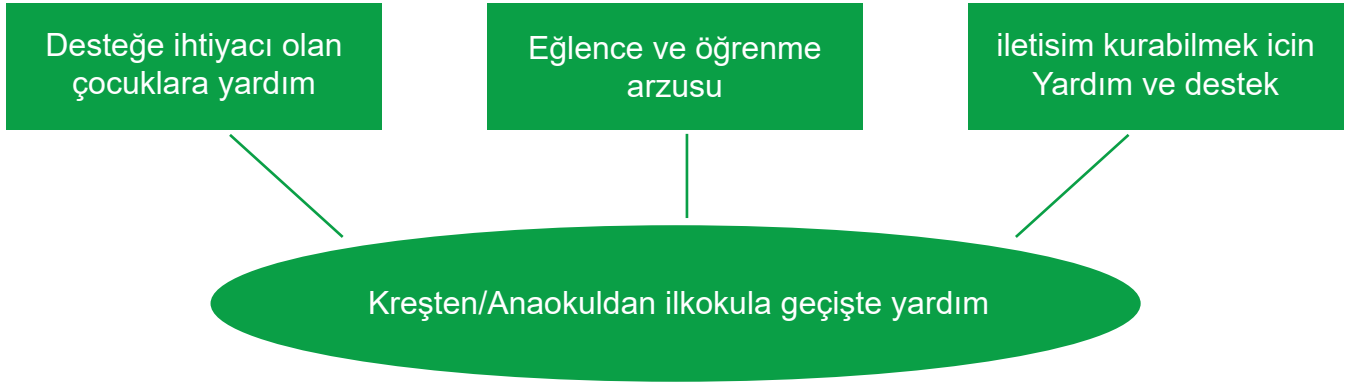 Desteğe ihtiyacı olan
çocuklara yardım
Eğlence ve öğrenme
arzusu
iletisim kurabilmek icin
Yardım ve destek
Kreşten/Anaokuldan ilkokula geçişte yardım